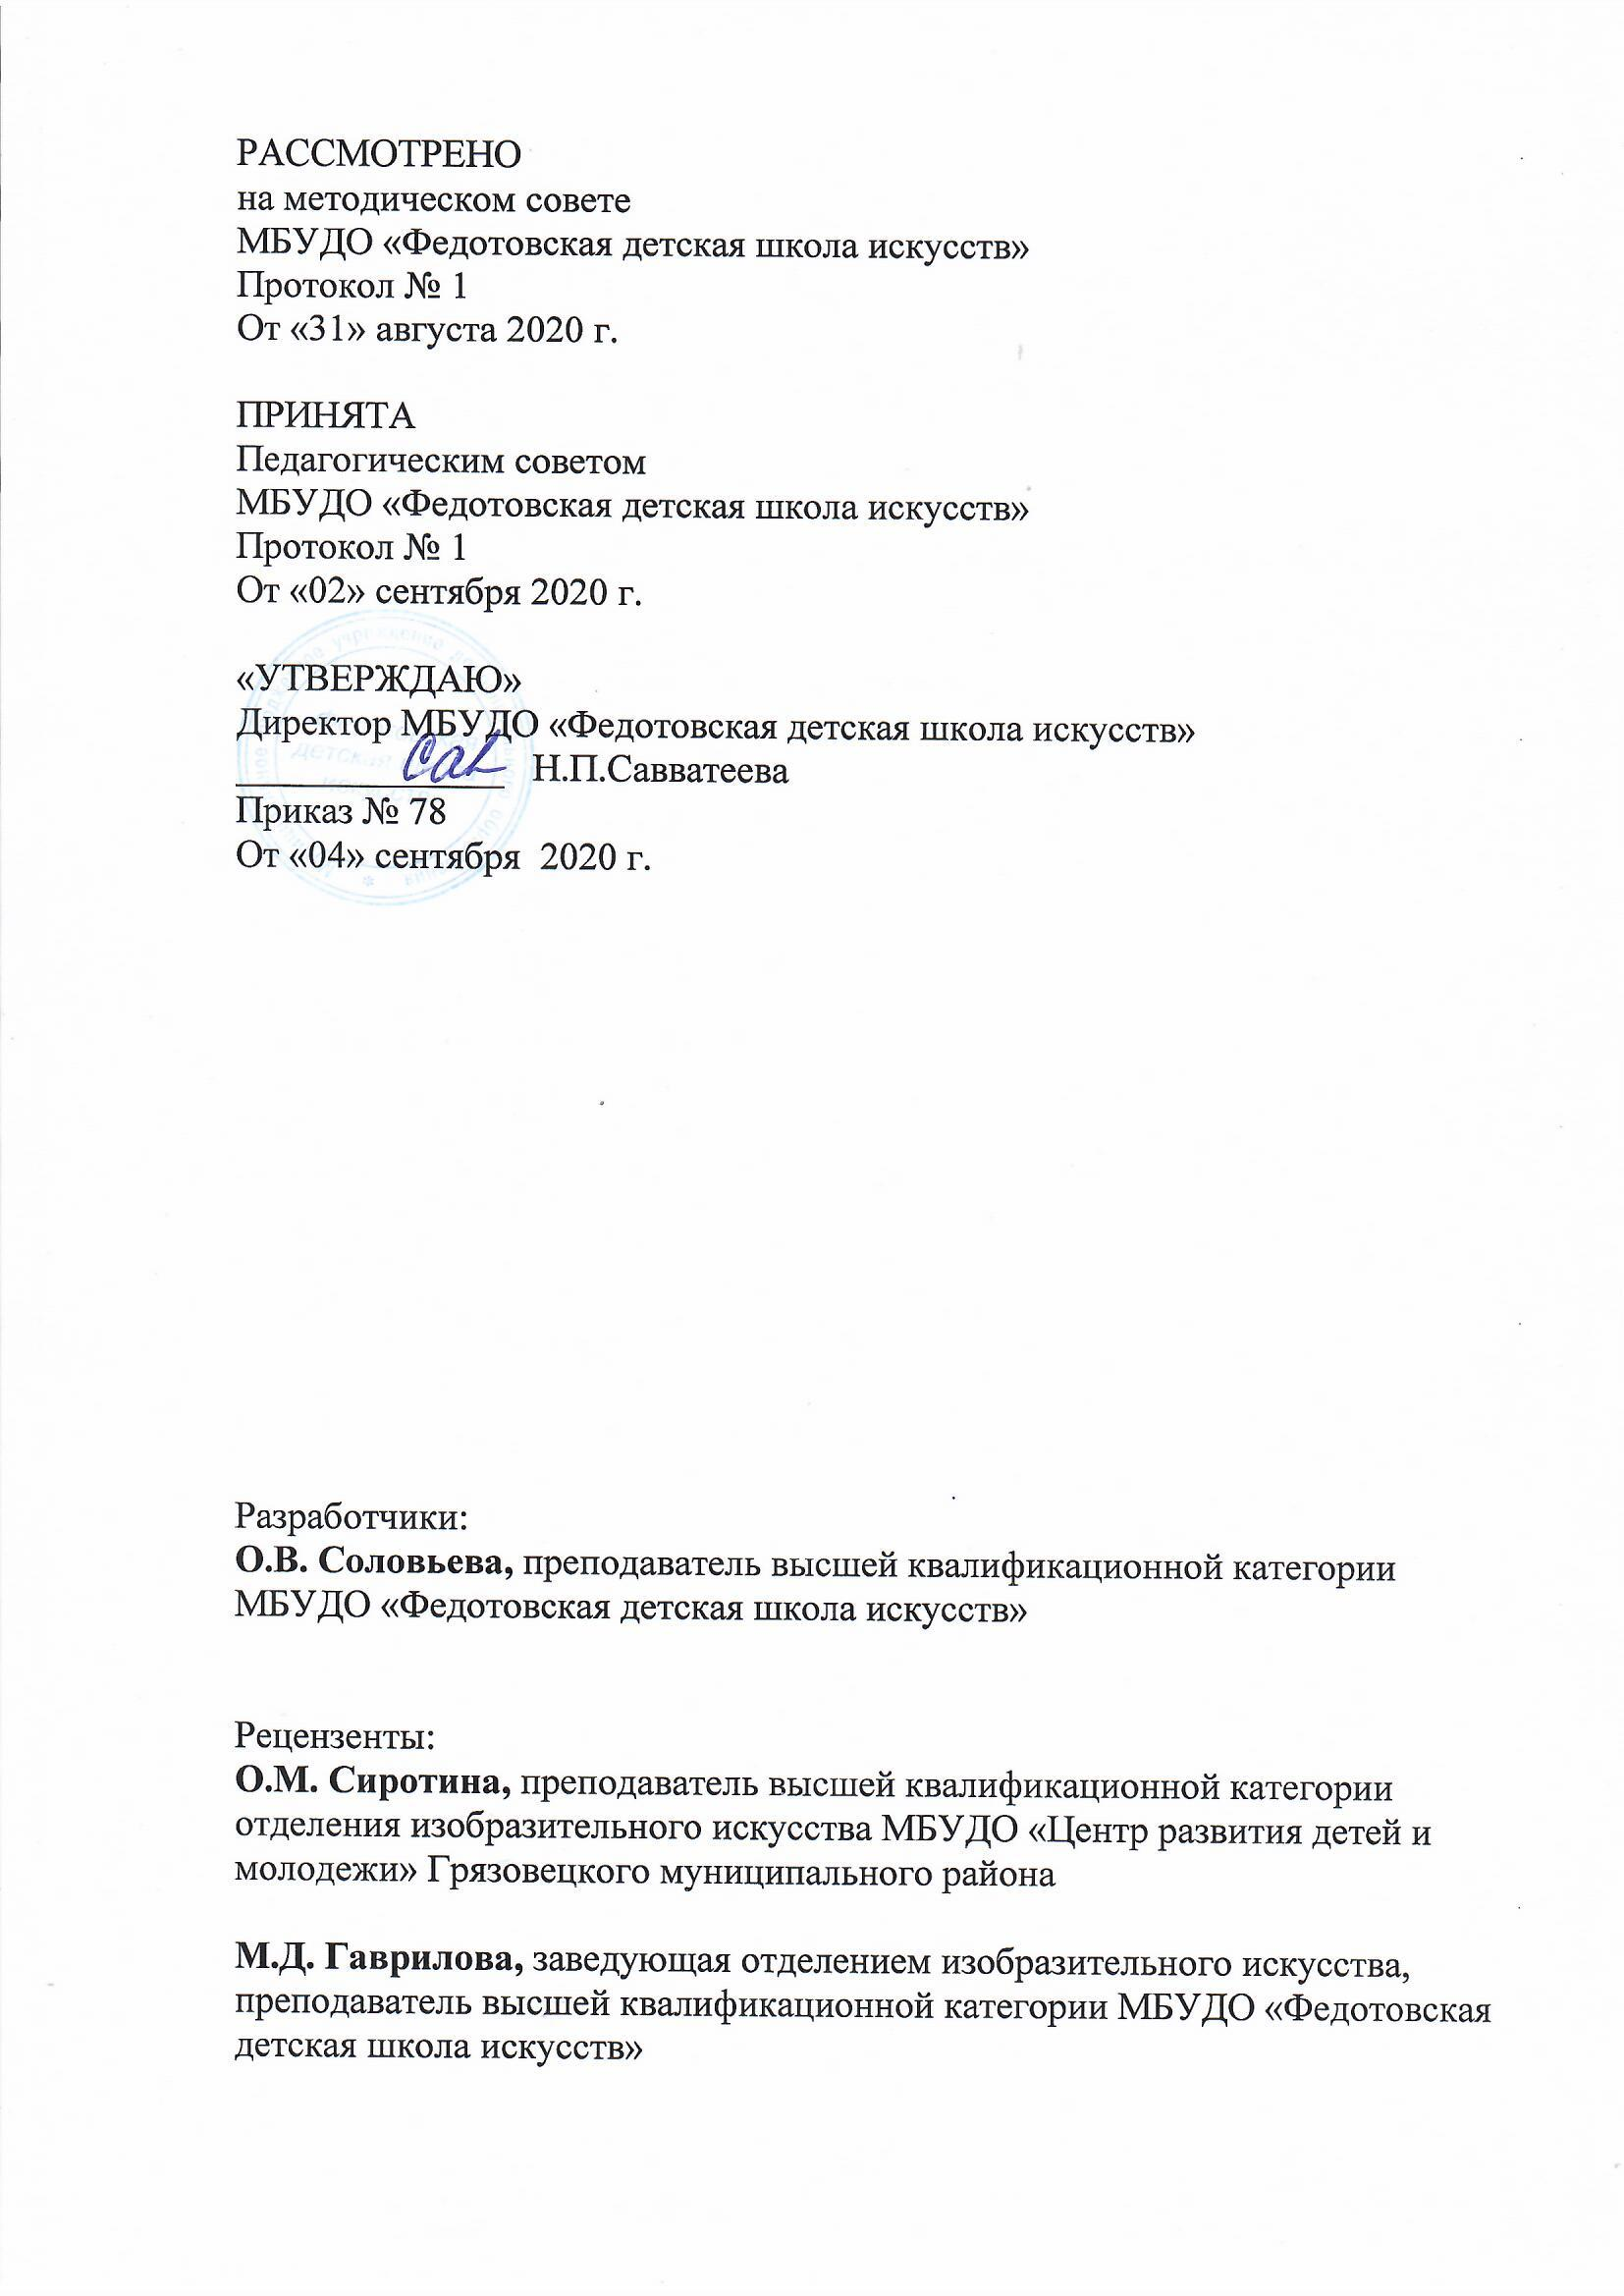 РАССМОТРЕНО
на методическом совете
МБУДО «Федотовская детская школа искусств»
Протокол № 1
От «31» августа 2020 г.
ПРИНЯТА
Педагогическим советом
МБУДО «Федотовская детская школа искусств»
Протокол № 1
От «02» сентября 2020 г.
«УТВЕРЖДАЮ»
Директор МБУДО «Федотовская детская школа искусств»
Н.П.Савватеева
Приказ № 78
От «04» сентября 2020 г.
Разработчики:
О.В. Соловьева, преподаватель высшей квалификационной категории
МБУДО «Федотовская детская школа искусств»
Рецензенты:
О.М. Сиротина, преподаватель высшей квалификационной категории
отделения изобразительного искусства МБУДО «Центр развития детей и
молодежи» Грязовецкого муниципального района
М.Д. Гаврилова, заведующая отделением изобразительного искусства,
преподаватель высшей квалификационной категории МБУДО «Федотовская
детская школа искусств»